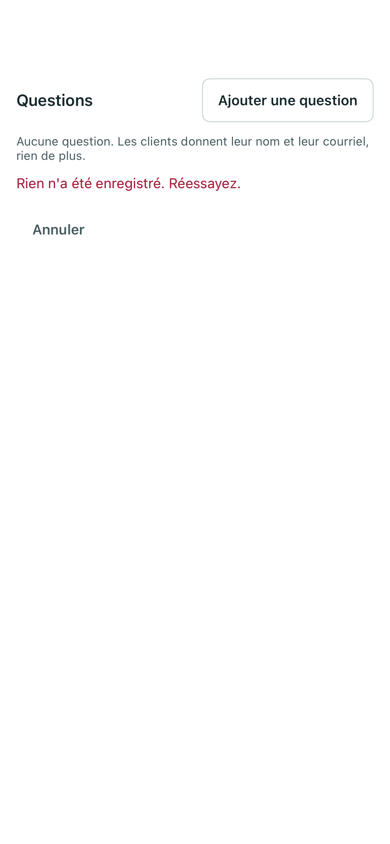 Questions
Ajouter une question
Aucune question. Les clients donnent leur nom et leur courriel,
rien de plus.
Rien n'a été enregistré. Réessayez.
Annuler